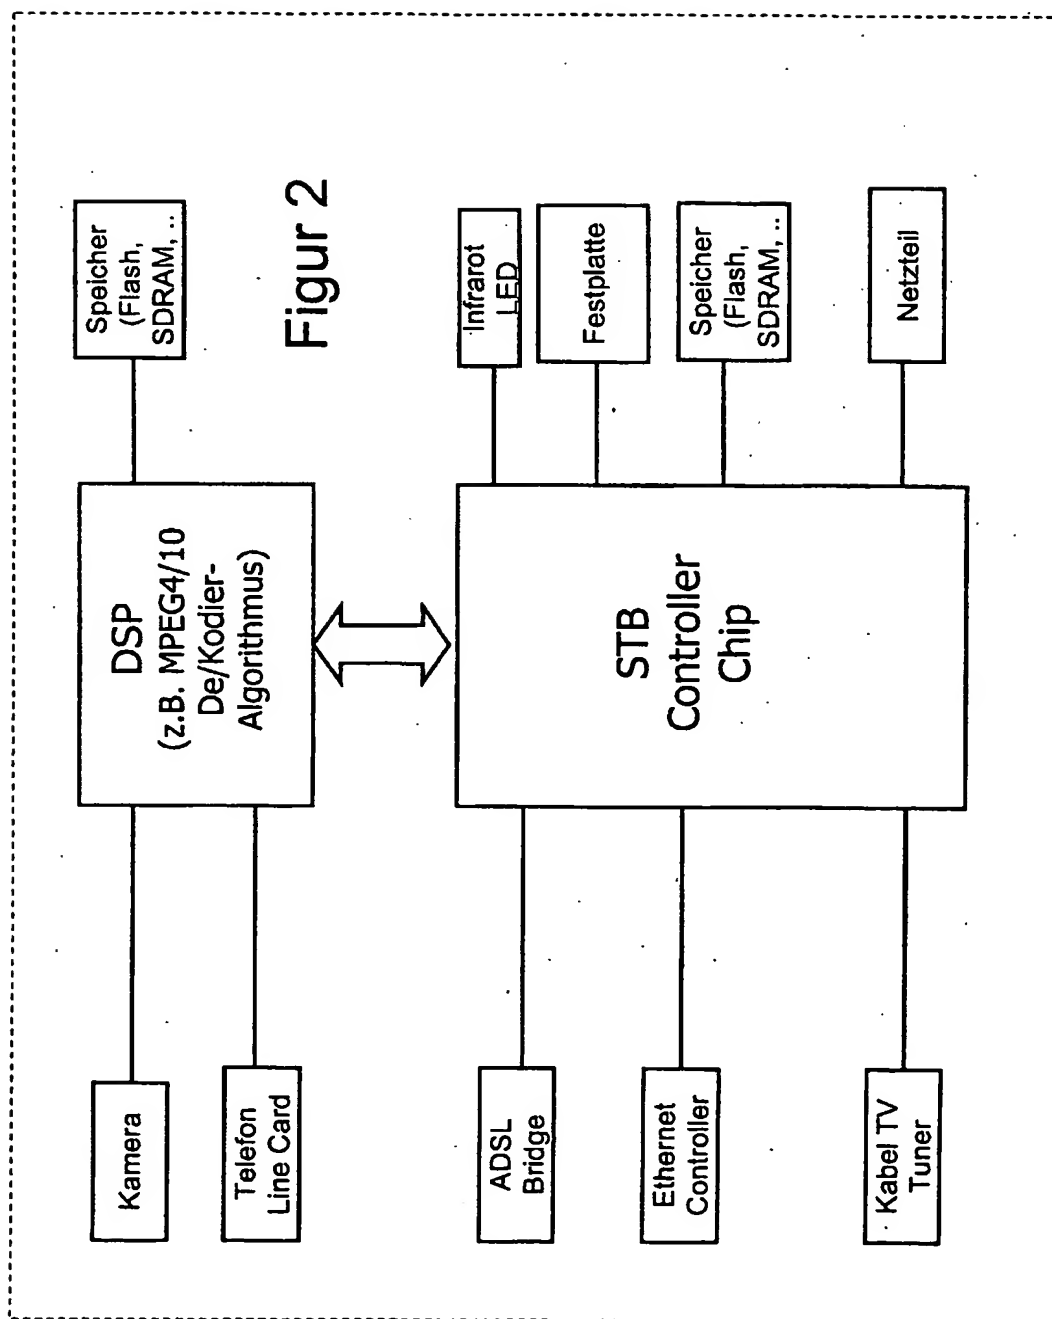 Kamera
DSP
(z.B. MPEG4/10
De/Kodier-
Algorithmus)
Speicher
(Flash,
SDRAM, ..
Telefon
Line Card
Figur 2
ADSL
Bridge
STB
Controller
Chip
Infrarot
LED
Festplatte
Ethernet
Controller
Speicher
(Flash,
SDRAM, ..
Kabel TV
Tuner
Netzteil